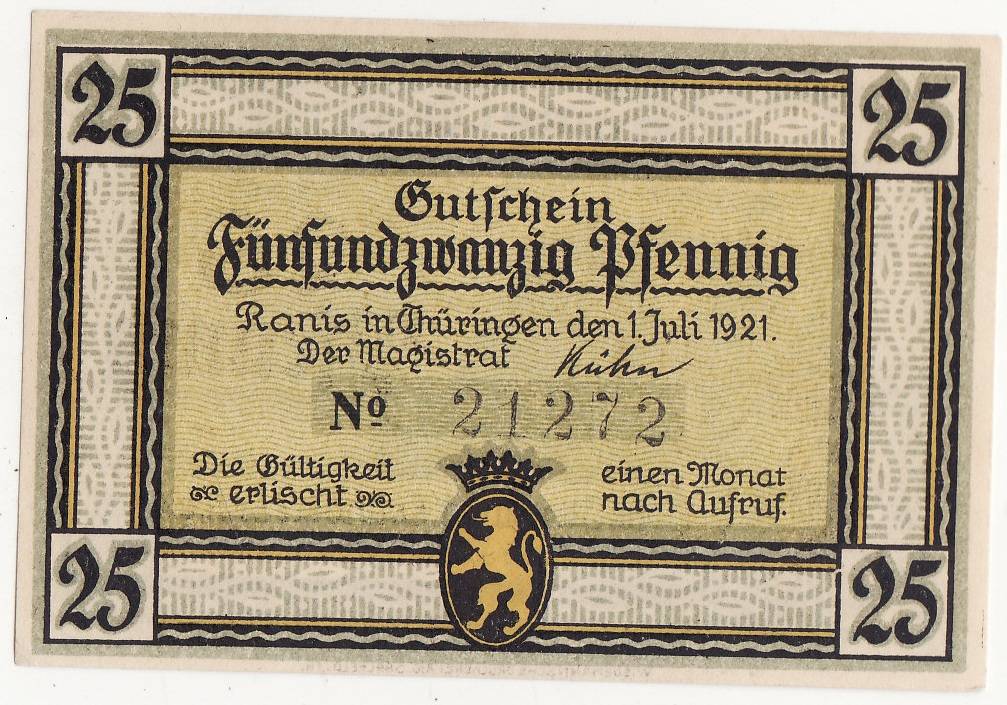 25 25
Gutschein
Fünfundzwanzig Pfennig
Ranis in Thüringen den 1. Juli 1921.
Der Magistrat Kühn
No 21272
Die Gültigkeit einen Monat
erlischt nach Aufruf.
25 25